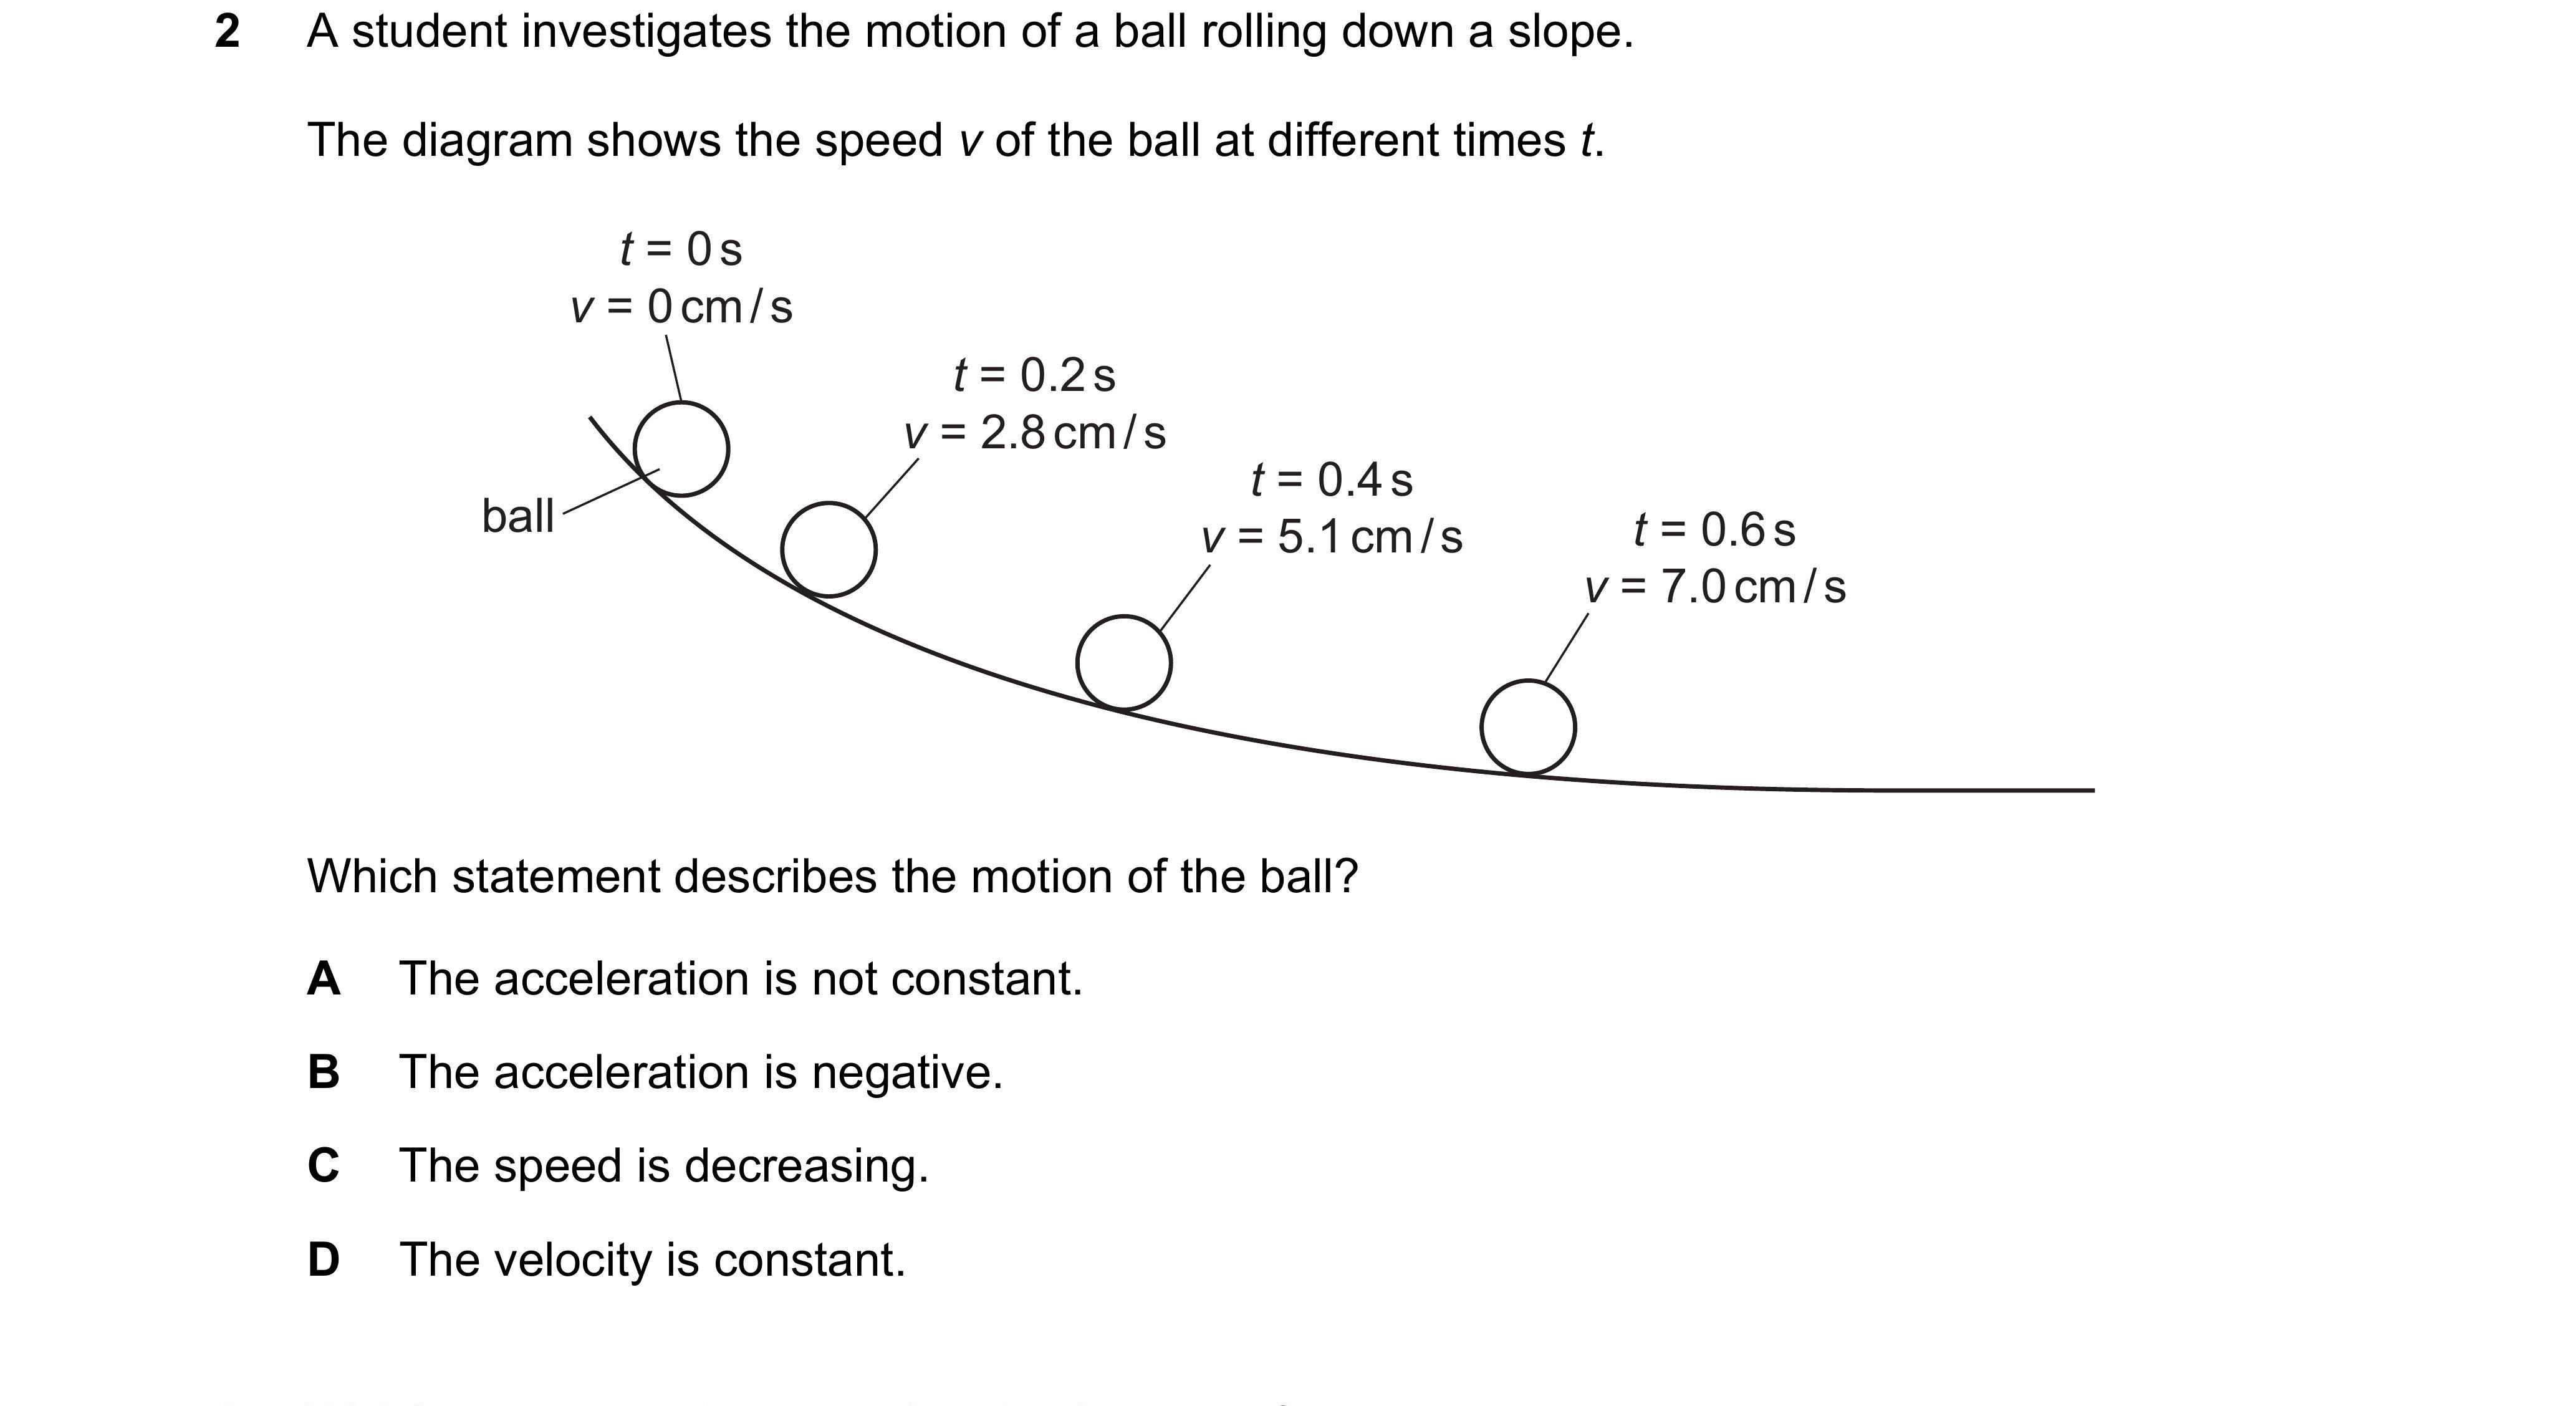 2 A student investigates the motion of a ball rolling down a slope.
The diagram shows the speed v of the ball at different times t.
t = 0 s
v = 0 cm / s
t = 0.2 s
v = 2.8 cm / s
t = 0.4 s
v = 5.1 cm / s
t = 0.6 s
v = 7.0 cm / s
ball
Which statement describes the motion of the ball?
A The acceleration is not constant.
B The acceleration is negative.
C The speed is decreasing.
D The velocity is constant.